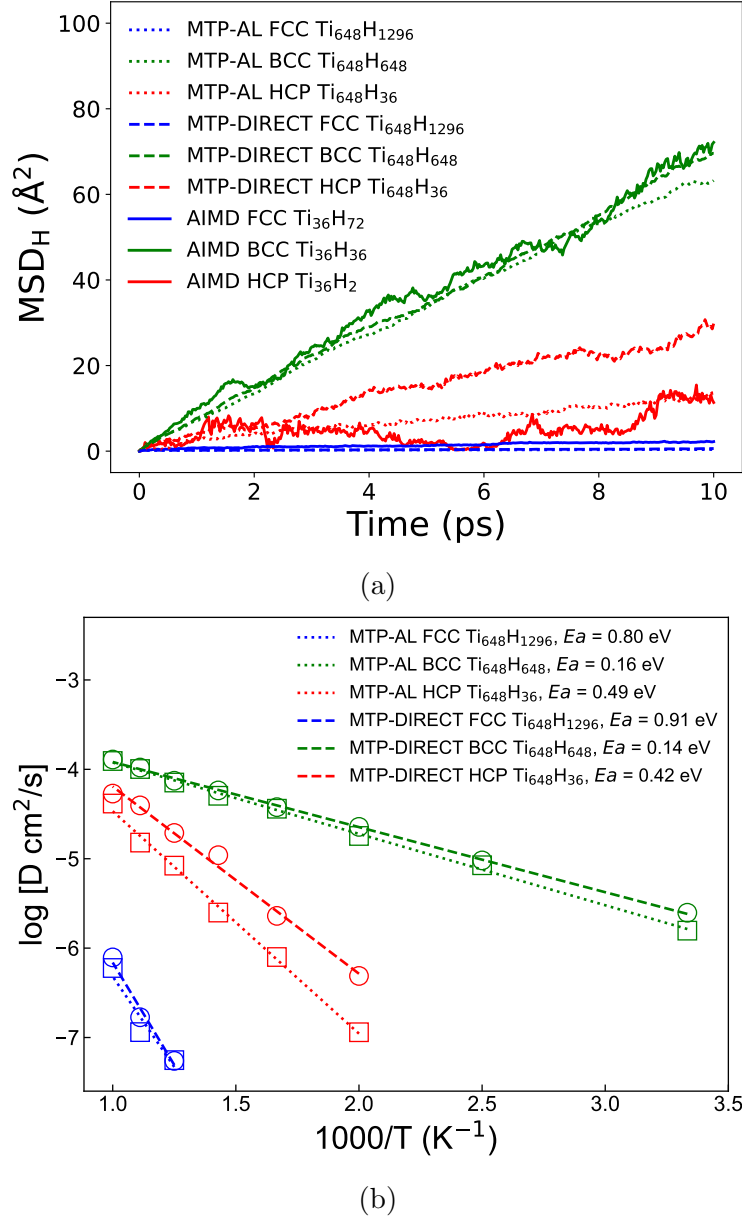 MTP-AL FCC Ti₆₄₈H₁₂₉₆
MTP-AL BCC Ti₆₄₈H₆₄₈
MTP-AL HCP Ti₆₄₈H₃₆
MTP-DIRECT FCC Ti₆₄₈H₁₂₉₆
MTP-DIRECT BCC Ti₆₄₈H₆₄₈
MTP-DIRECT HCP Ti₆₄₈H₃₆
AIMD FCC Ti₃₆H₇₂
AIMD BCC Ti₃₆H₃₆
AIMD HCP Ti₃₆H₂
MSD_H (Å²)
100
80
60
40
20
0
0 2 4 6 8 10
Time (ps)
(a)
MTP-AL FCC Ti₆₄₈H₁₂₉₆, Ea = 0.80 eV
MTP-AL BCC Ti₆₄₈H₆₄₈, Ea = 0.16 eV
MTP-AL HCP Ti₆₄₈H₃₆, Ea = 0.49 eV
MTP-DIRECT FCC Ti₆₄₈H₁₂₉₆, Ea = 0.91 eV
MTP-DIRECT BCC Ti₆₄₈H₆₄₈, Ea = 0.14 eV
MTP-DIRECT HCP Ti₆₄₈H₃₆, Ea = 0.42 eV
log [D cm²/s]
−3
−4
−5
−6
−7
1.0 1.5 2.0 2.5 3.0 3.5
1000/T (K⁻¹)
(b)